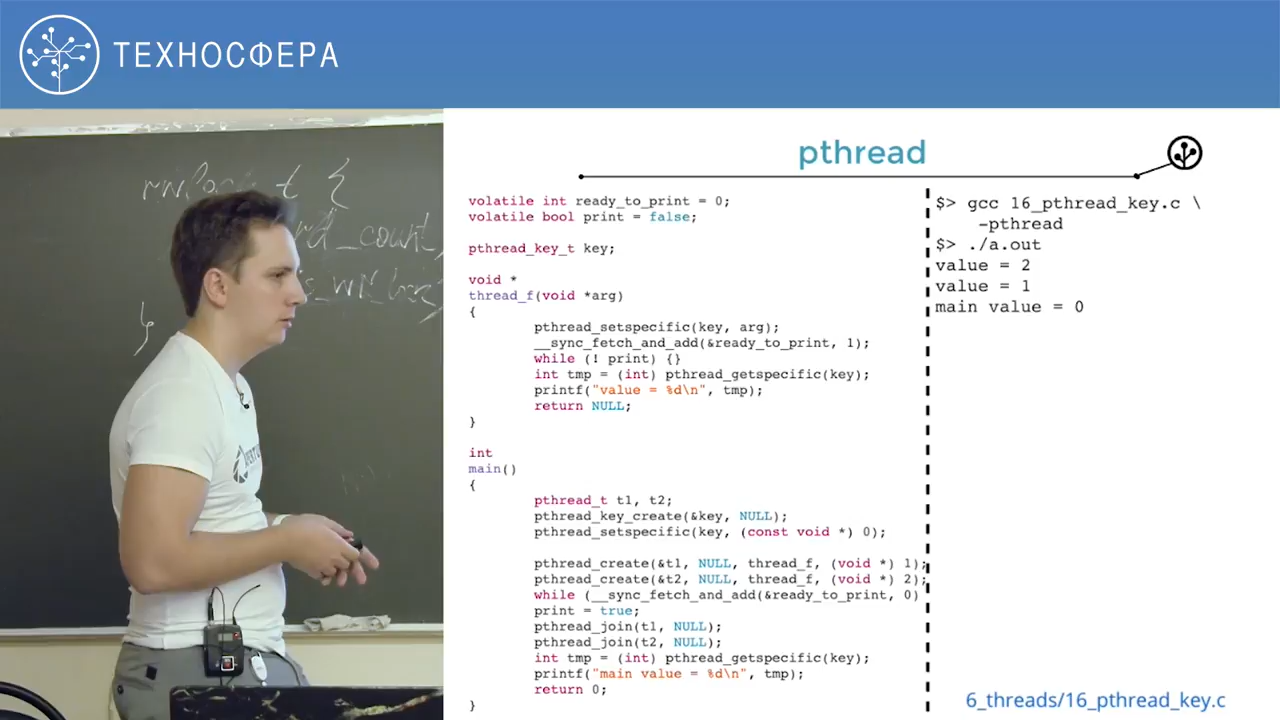 ТЕХНОСФЕРА
pthread
volatile int ready_to_print = 0;
volatile bool print = false;
pthread_key_t key;
void *
thread_f(void *arg)
{
pthread_setspecific(key, arg);
__sync_fetch_and_add(&ready_to_print, 1);
while (! print) {}
int tmp = (int) pthread_getspecific(key);
printf("value = %d\n", tmp);
return NULL;
}
int
main()
{
pthread_t t1, t2;
pthread_key_create(&key, NULL);
pthread_setspecific(key, (const void *) 0);
pthread_create(&t1, NULL, thread_f, (void *) 1);
pthread_create(&t2, NULL, thread_f, (void *) 2);
while (__sync_fetch_and_add(&ready_to_print, 0)
print = true;
pthread_join(t1, NULL);
pthread_join(t2, NULL);
int tmp = (int) pthread_getspecific(key);
printf("main value = %d\n", tmp);
return 0;
}
$> gcc 16_pthread_key.c \
-pthread
$> ./a.out
value = 2
value = 1
main value = 0
6_threads/16_pthread_key.c
t {
rd_count,
}